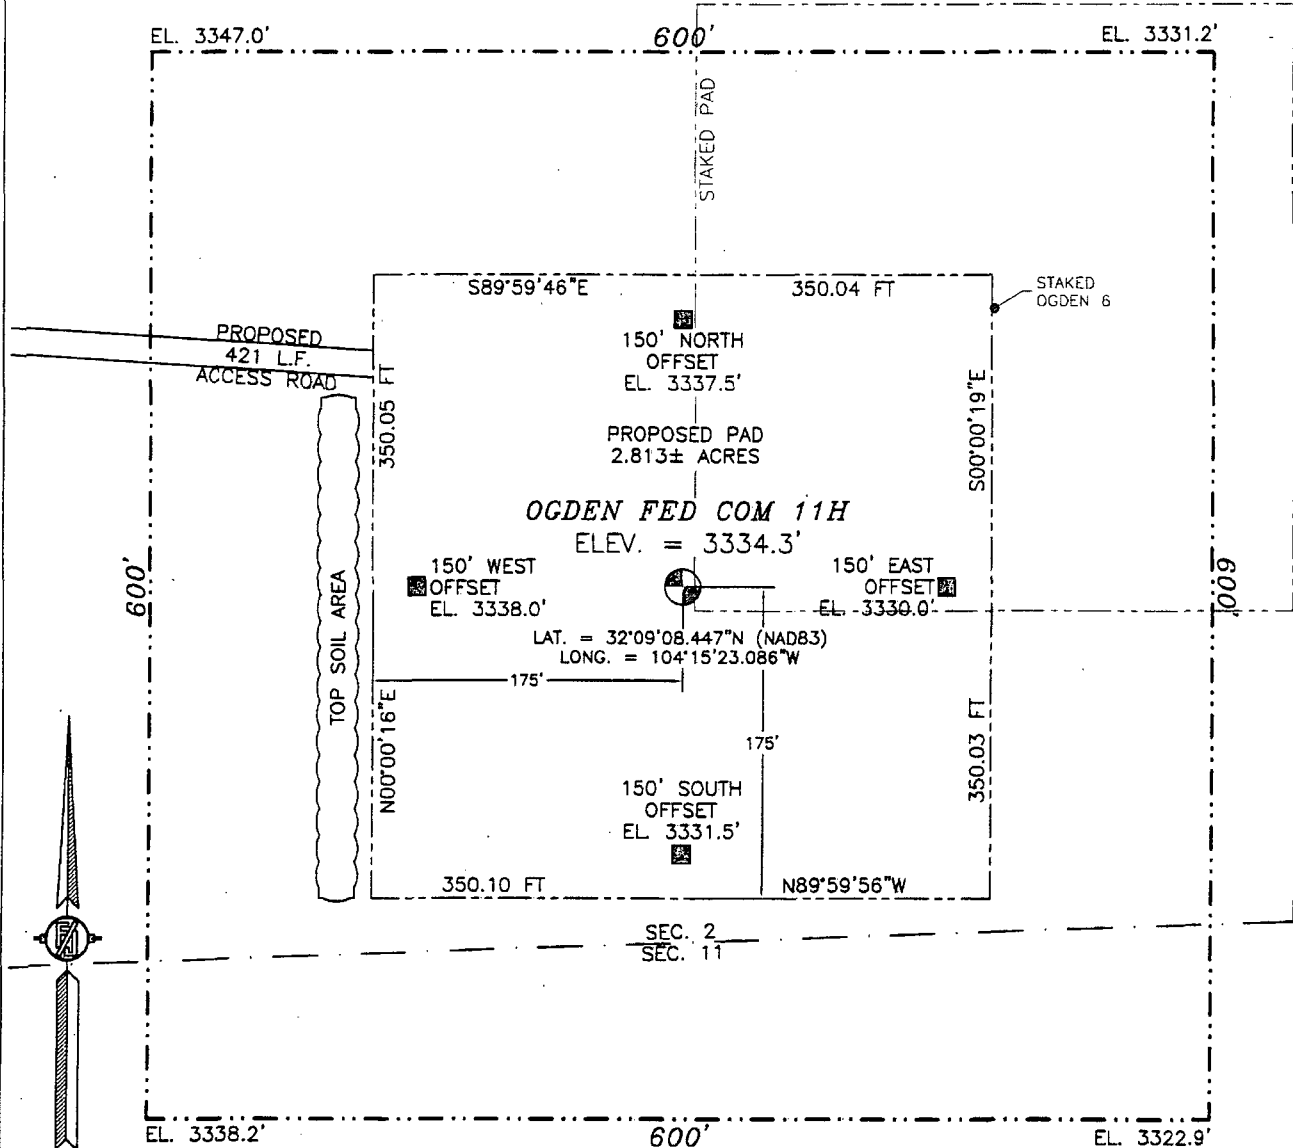 EL. 3347.0'
600'
EL. 3331.2'
STAKED PAD
S89°59'46"E
350.04 FT
STAKED
OGDEN 6
PROPOSED
421 L.F.
ACCESS ROAD
150' NORTH
OFFSET
EL. 3337.5'
350.05 FT
S00°00'19"E
PROPOSED PAD
2.813± ACRES
OGDEN FED COM 11H
ELEV. = 3334.3'
600'
150' WEST
OFFSET
EL. 3338.0'
150' EAST
OFFSET
EL. 3330.0'
600'
TOP SOIL AREA
LAT. = 32°09'08.447"N (NAD83)
LONG. = 104°15'23.086"W
175'
N00°00'16"E
175'
350.03 FT
150' SOUTH
OFFSET
EL. 3331.5'
350.10 FT
N89°59'56"W
SEC. 2
SEC. 11
EL. 3338.2'
600'
EL. 3322.9'